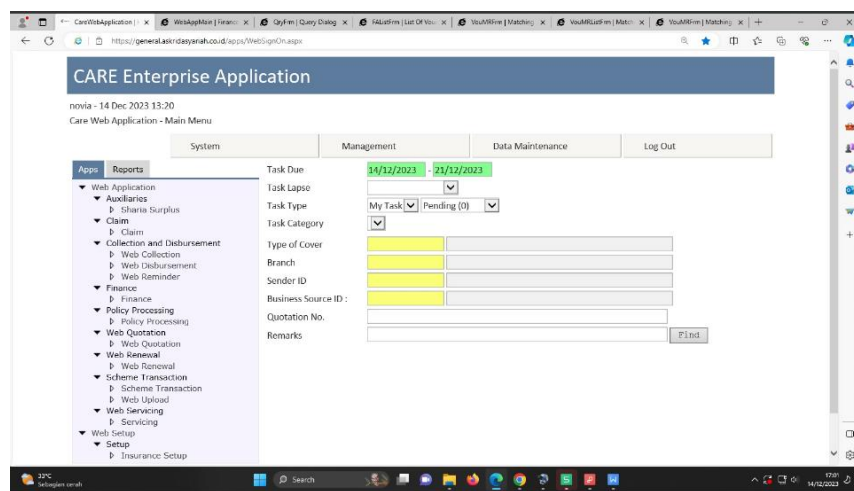 CareWebApplication |
WebAppMain | Financ
QryFrm | Query Dialog
FAListFrm | List Of Vou
VouMRFrm | Matching
VouMRListFrm | Match
VouMRFrm | Matching
https://general.askridasyariah.co.id/apps/WebSignOn.aspx
CARE Enterprise Application
novia - 14 Dec 2023 13:20
Care Web Application - Main Menu
System Management Data Maintenance Log Out
Apps Reports
Web Application
Auxiliaries
Sharia Surplus
Claim
Claim
Collection and Disbursement
Web Collection
Web Disbursement
Web Reminder
Finance
Finance
Policy Processing
Policy Processing
Web Quotation
Web Quotation
Web Renewal
Web Renewal
Scheme Transaction
Scheme Transaction
Web Upload
Web Servicing
Servicing
Web Setup
Setup
Insurance Setup
Task Due 14/12/2023 - 21/12/2023
Task Lapse
Task Type My Task Pending (0)
Task Category
Type of Cover
Branch
Sender ID
Business Source ID :
Quotation No.
Remarks Find
33°C
Sebagian cerah
Search
17:01
14/12/2023